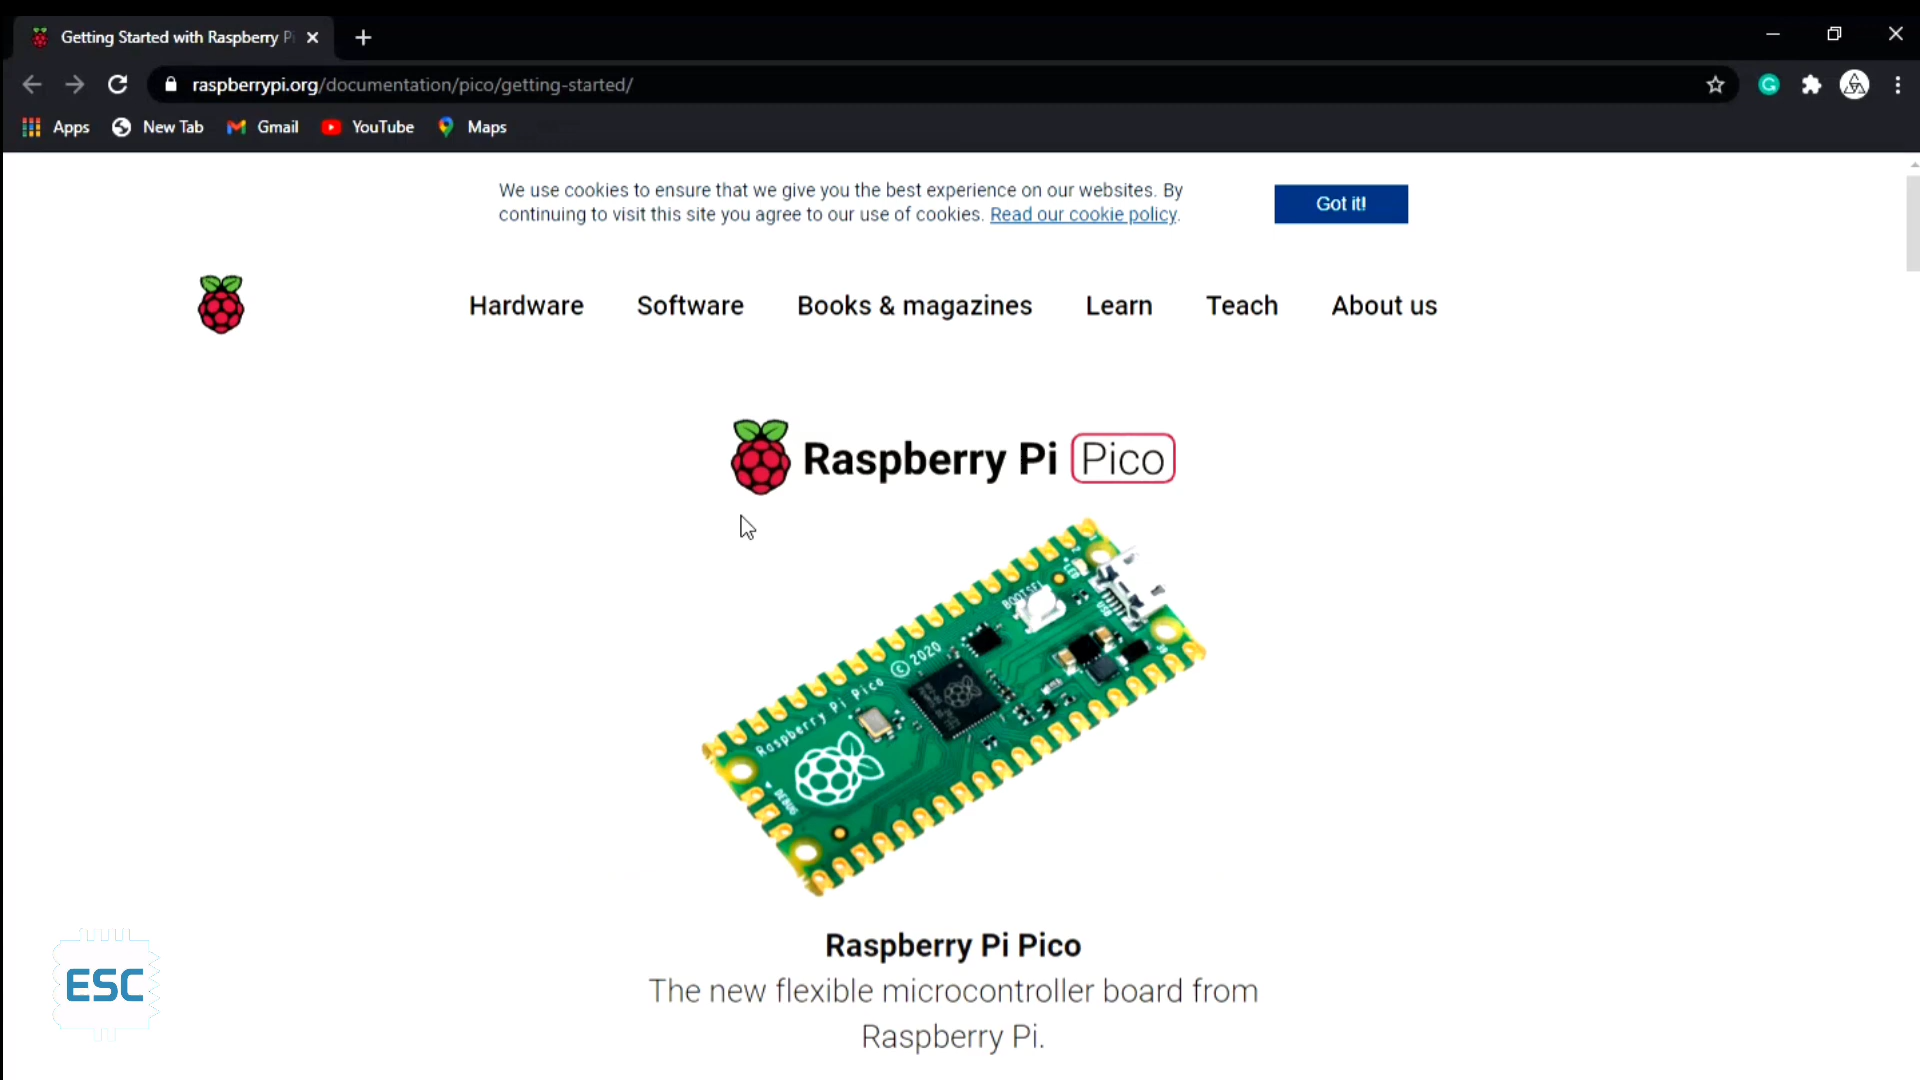 Getting Started with Raspberry P
raspberrypi.org/documentation/pico/getting-started/
Apps New Tab Gmail YouTube Maps
We use cookies to ensure that we give you the best experience on our websites. By
continuing to visit this site you agree to our use of cookies. Read our cookie policy.
Got it!
Hardware Software Books & magazines Learn Teach About us
Raspberry Pi Pico
LED
BOOTSEL
USB
Raspberry Pi Pico © 2020
DEBUG
ESC
Raspberry Pi Pico
The new flexible microcontroller board from
Raspberry Pi.